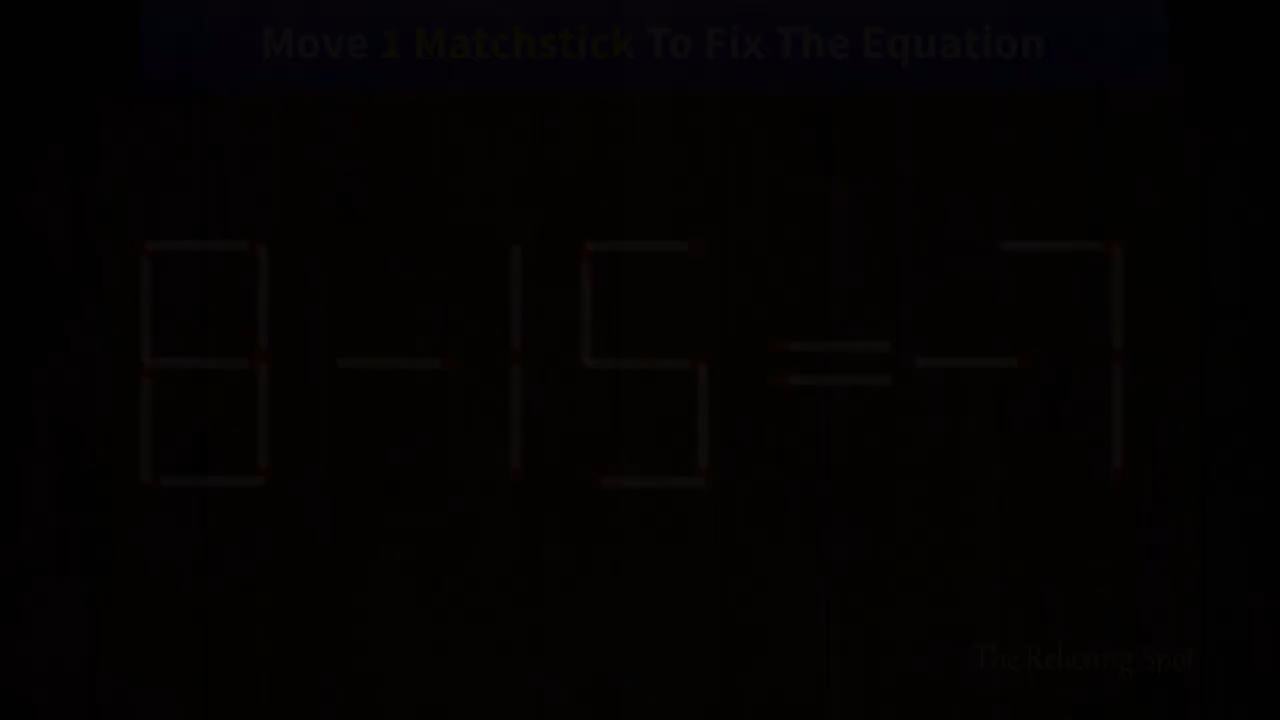 Move 1 Matchstick To Fix The Equation
8-15=-7
The Relaxing Spot